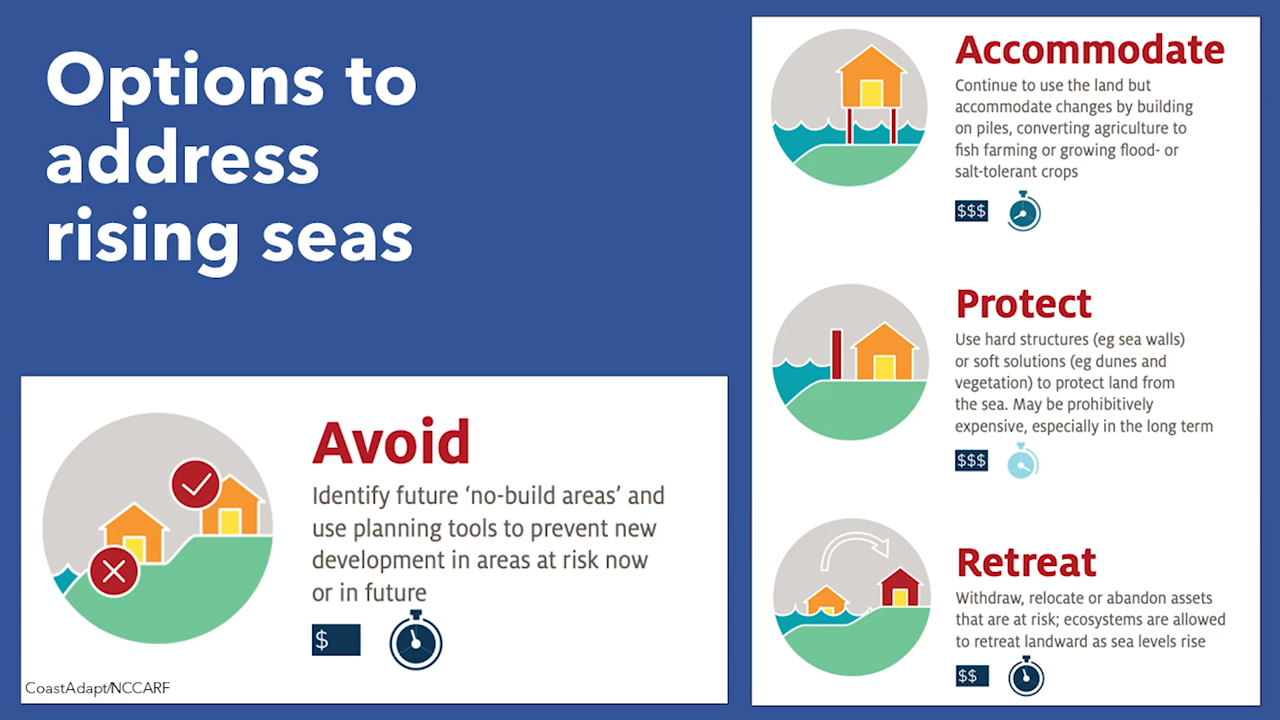 Options to
address
rising seas
Avoid
Identify future ‘no-build areas’ and
use planning tools to prevent new
development in areas at risk now
or in future
$
CoastAdapt/NCCARF
Accommodate
Continue to use the land but
accommodate changes by building
on piles, converting agriculture to
fish farming or growing flood- or
salt-tolerant crops
$$$
Protect
Use hard structures (eg sea walls)
or soft solutions (eg dunes and
vegetation) to protect land from
the sea. May be prohibitively
expensive, especially in the long term
$$$
Retreat
Withdraw, relocate or abandon assets
that are at risk; ecosystems are allowed
to retreat landward as sea levels rise
$$